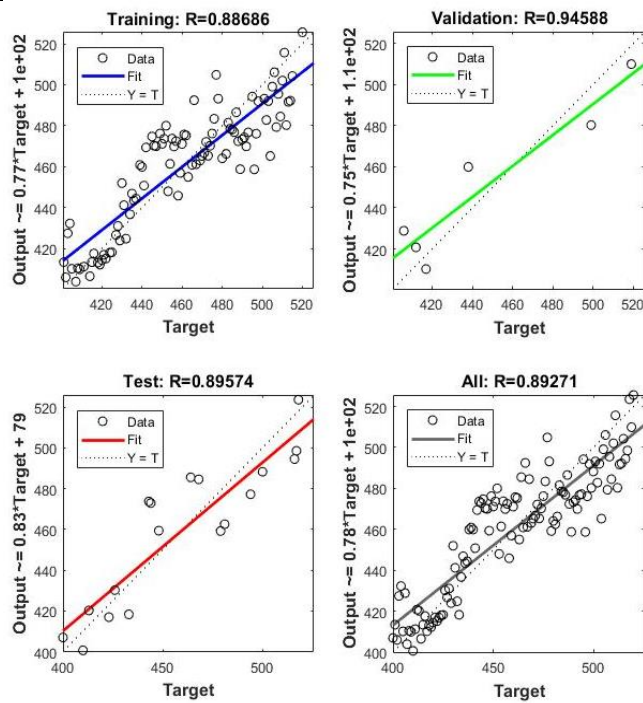 Training: R=0.88686
Output ~= 0.77*Target + 1e+02
520
500
480
460
440
420
Data
Fit
Y = T
420 440 460 480 500 520
Target
Validation: R=0.94588
Output ~= 0.75*Target + 1.1e+02
520
500
480
460
440
420
Data
Fit
Y = T
420 440 460 480 500 520
Target
Test: R=0.89574
Output ~= 0.83*Target + 79
520
500
480
460
440
420
400
Data
Fit
Y = T
400 450 500
Target
All: R=0.89271
Output ~= 0.78*Target + 1e+02
520
500
480
460
440
420
400
Data
Fit
Y = T
400 450 500
Target